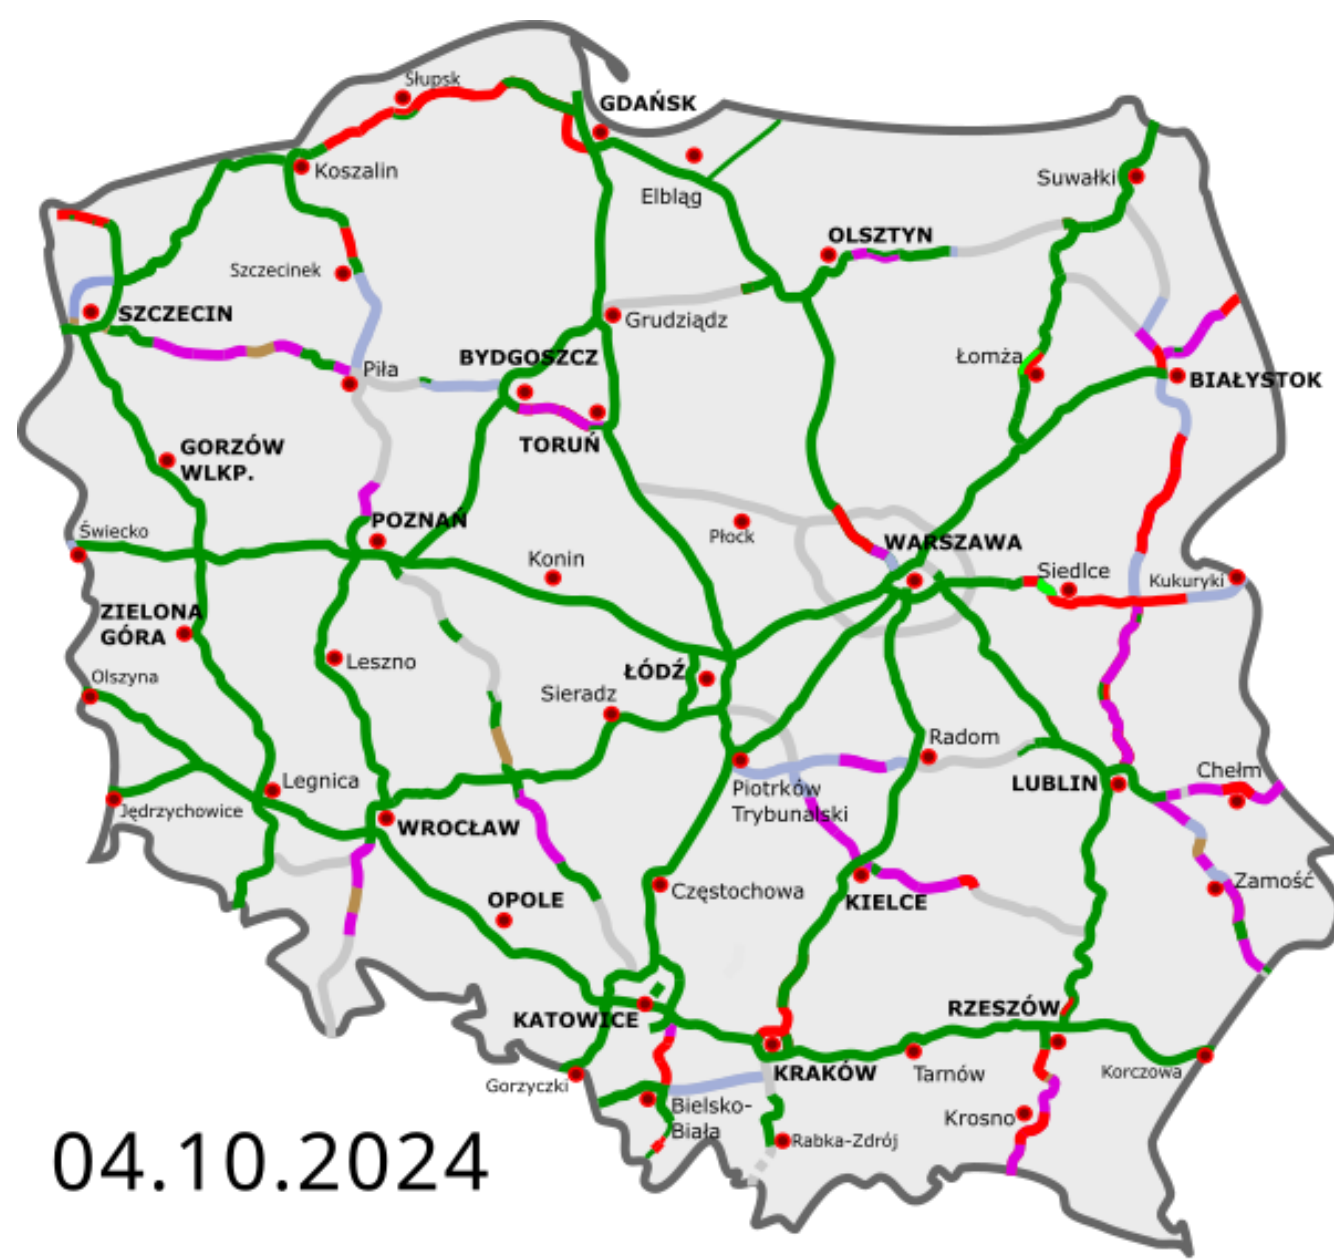 Słupsk
GDAŃSK
Koszalin
Elbląg
Suwałki
OLSZTYN
Szczecinek
SZCZECIN
Grudziądz
Piła
BYDGOSZCZ
Łomża
BIAŁYSTOK
TORUŃ
GORZÓW
WLKP.
Świecko
POZNAŃ
Płock
Konin
WARSZAWA
Siedlce
Kukuryki
ZIELONA
GÓRA
Leszno
Olszyna
ŁÓDŹ
Sieradz
Radom
Legnica
Jędrzychowice
Piotrków
Trybunalski
LUBLIN
Chełm
WROCŁAW
Częstochowa
KIELCE
Zamość
OPOLE
KATOWICE
RZESZÓW
Gorzyczki
KRAKÓW
Tarnów
Korczowa
Bielsko-
Biała
Krosno
Rabka-Zdrój
04.10.2024